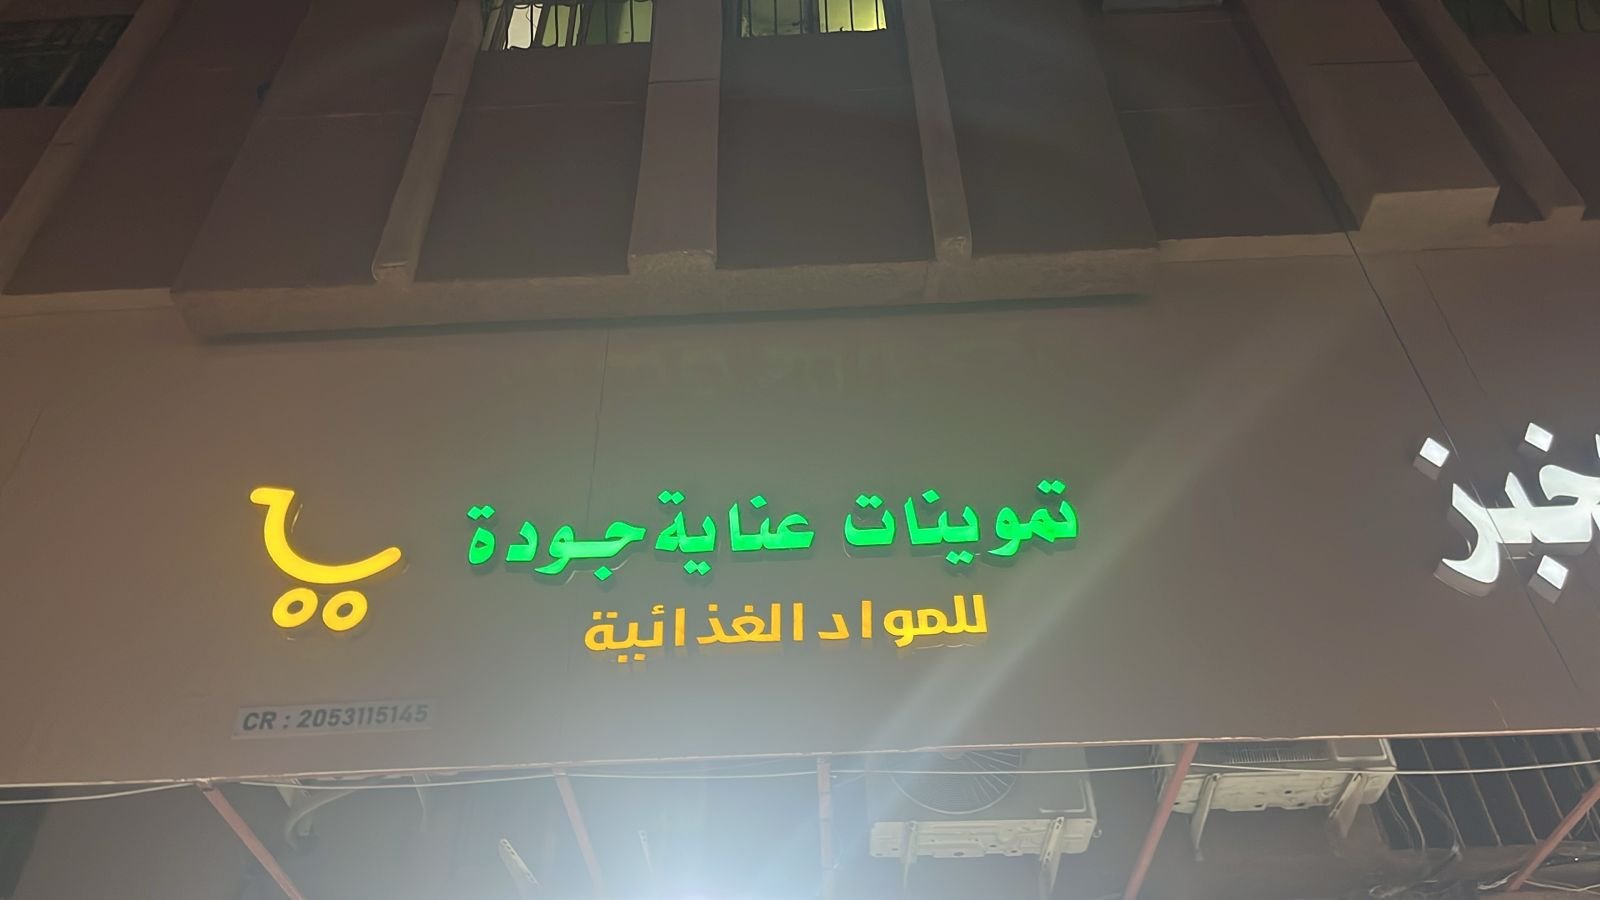 تموينات عناية جودة
للمواد الغذائية
CR : 2053115145